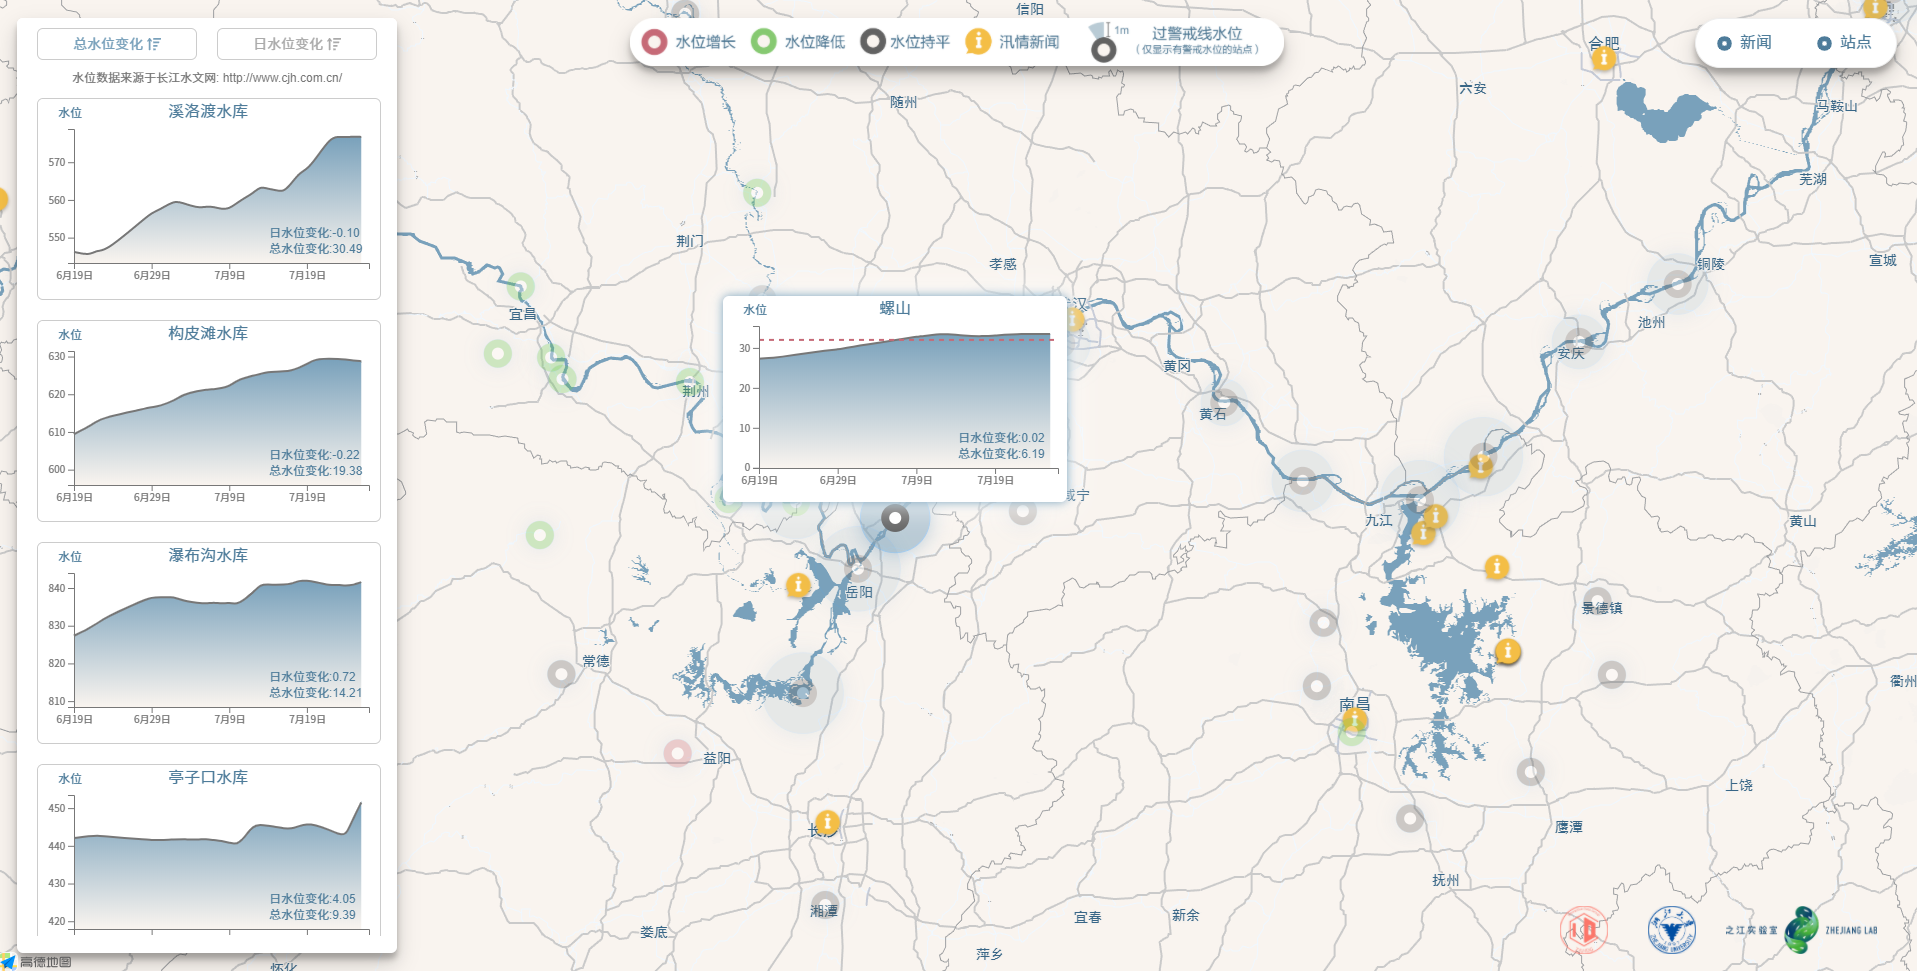 总水位变化
日水位变化
水位数据来源于长江水文网: http://www.cjh.com.cn/
水位
溪洛渡水库
570
560
550
日水位变化:-0.10
总水位变化:30.49
6月19日
6月29日
7月9日
7月19日
水位
构皮滩水库
630
620
610
600
日水位变化:-0.22
总水位变化:19.38
6月19日
6月29日
7月9日
7月19日
水位
瀑布沟水库
840
830
820
810
日水位变化:0.72
总水位变化:14.21
6月19日
6月29日
7月9日
7月19日
水位
亭子口水库
450
440
430
420
日水位变化:4.05
总水位变化:9.39
高德地图
水位增长
水位降低
水位持平
汛情新闻
1m
过警戒线水位
(仅显示有警戒水位的站点)
新闻
站点
信阳
合肥
六安
随州
马鞍山
芜湖
荆门
孝感
铜陵
宣城
宜昌
汉
池州
安庆
黄冈
荆州
黄石
水位
螺山
30
20
10
0
日水位变化:0.02
总水位变化:6.19
6月19日
6月29日
7月9日
7月19日
咸宁
九江
黄山
岳阳
景德镇
常德
衢州
南昌
益阳
上饶
长沙
鹰潭
抚州
湘潭
宜春
新余
娄底
萍乡
怀化
之江实验室
ZHEJIANG LAB
ZHEJIANG UNIVERSITY